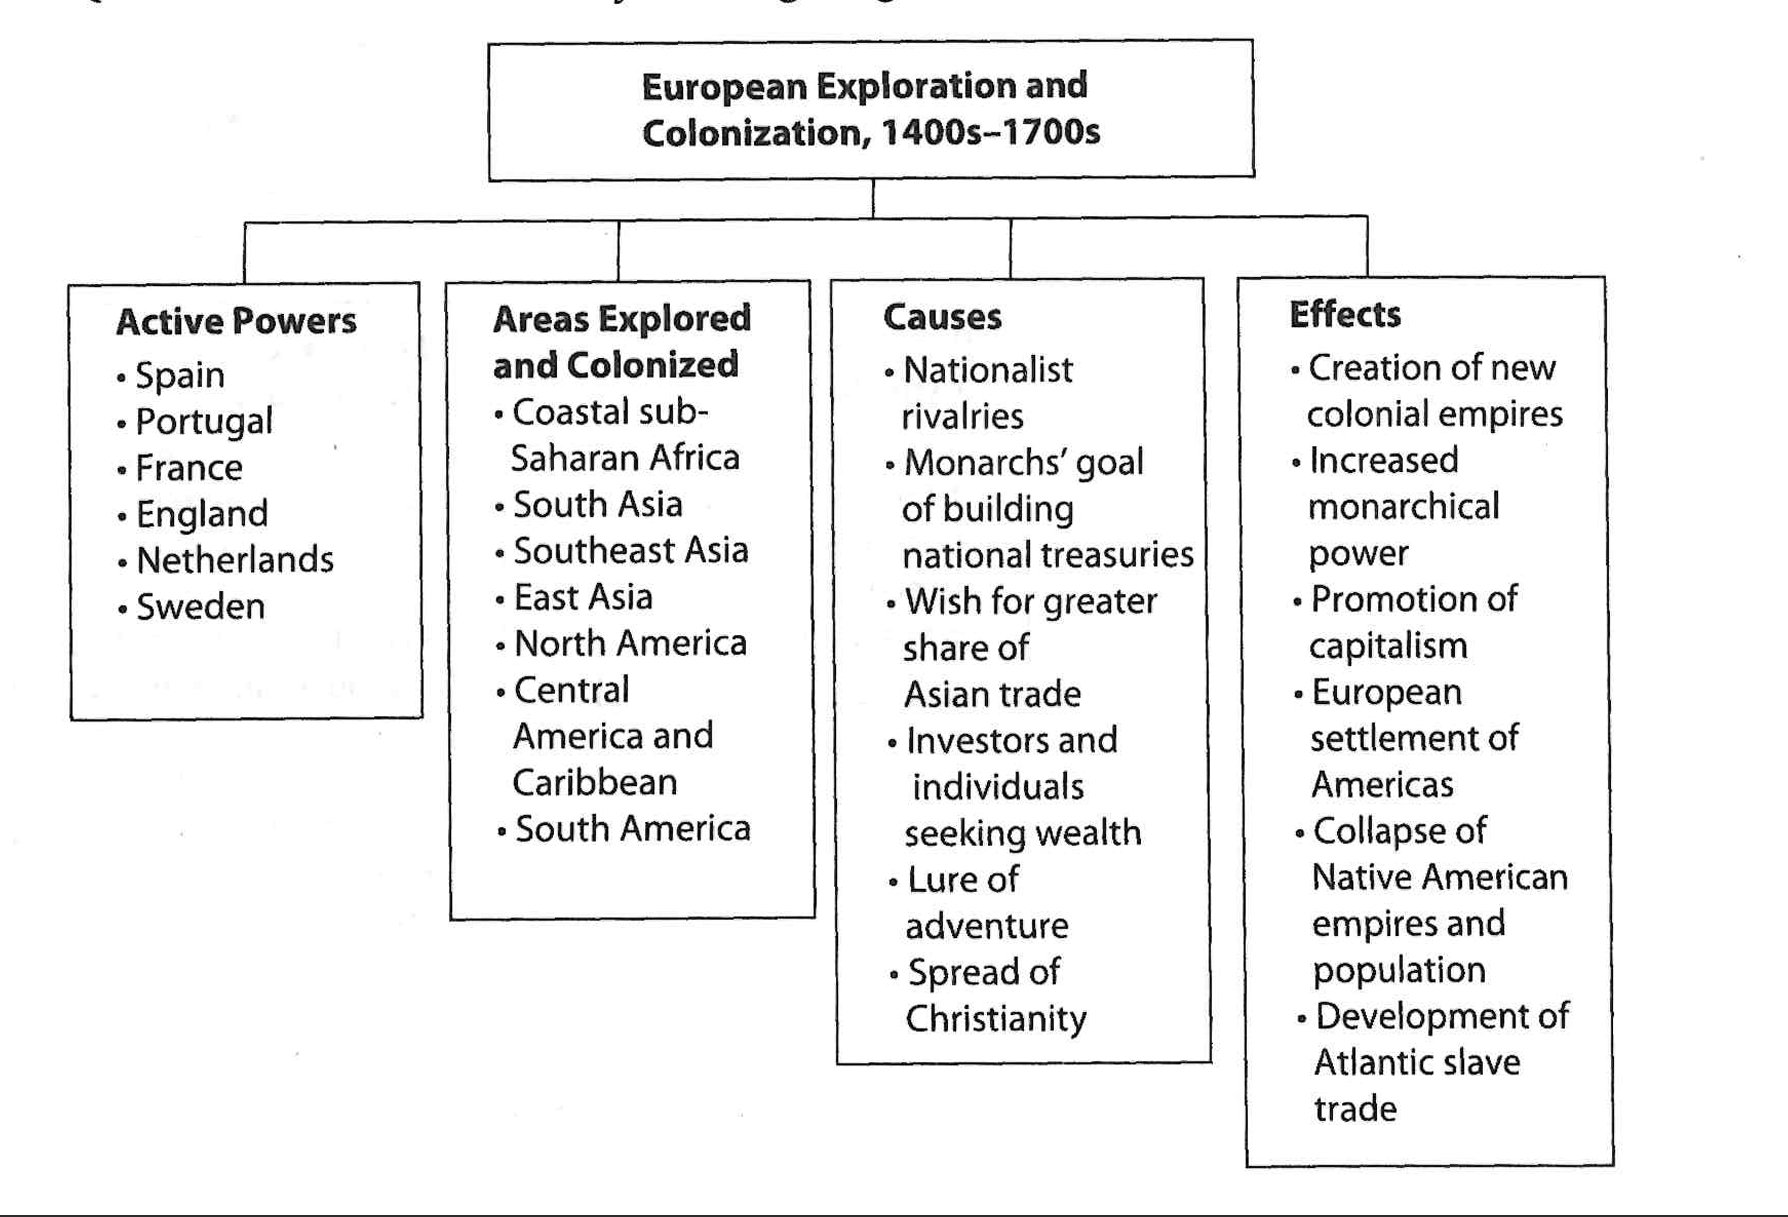 European Exploration and
Colonization, 1400s–1700s
Active Powers
• Spain
• Portugal
• France
• England
• Netherlands
• Sweden
Areas Explored
and Colonized
• Coastal sub-
Saharan Africa
• South Asia
• Southeast Asia
• East Asia
• North America
• Central
America and
Caribbean
• South America
Causes
• Nationalist
rivalries
• Monarchs’ goal
of building
national treasuries
• Wish for greater
share of
Asian trade
• Investors and
individuals
seeking wealth
• Lure of
adventure
• Spread of
Christianity
Effects
• Creation of new
colonial empires
• Increased
monarchical
power
• Promotion of
capitalism
• European
settlement of
Americas
• Collapse of
Native American
empires and
population
• Development of
Atlantic slave
trade